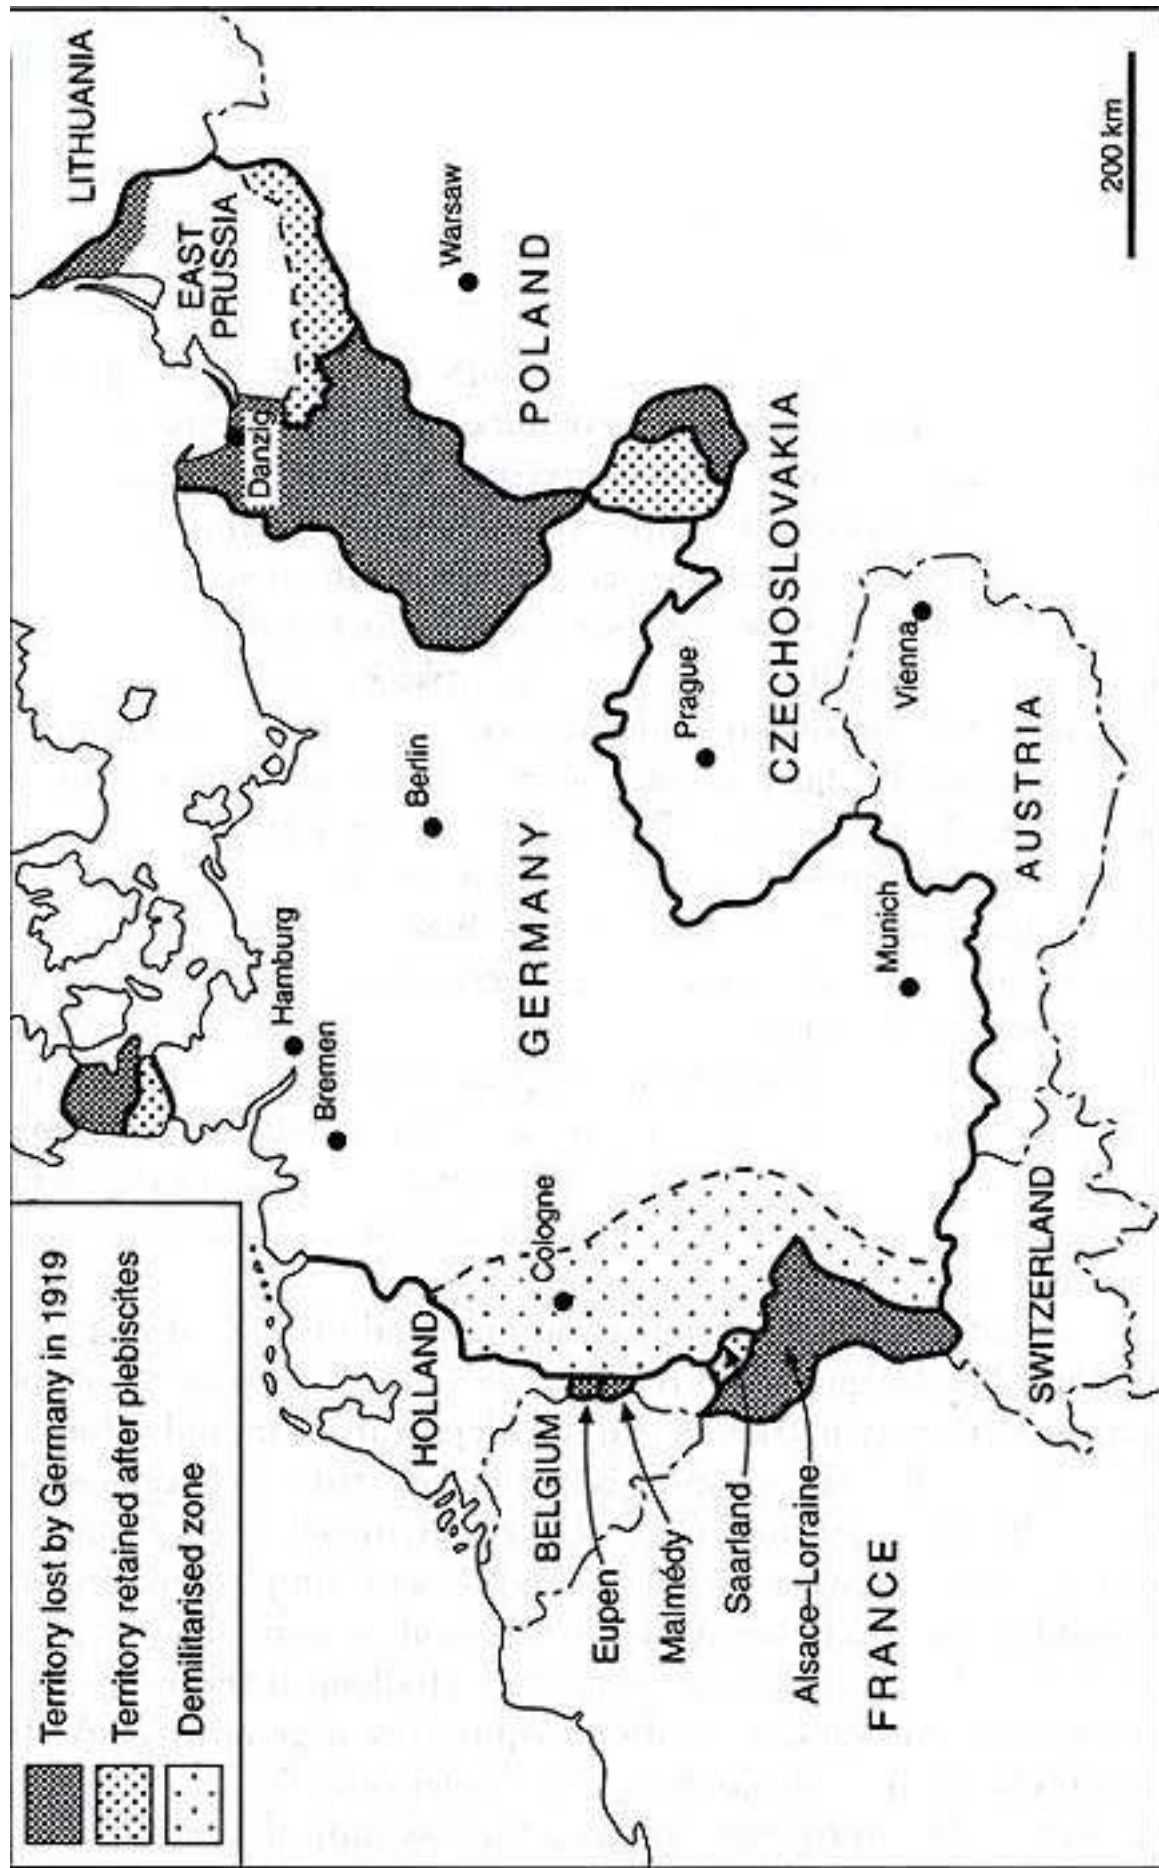 Territory lost by Germany in 1919
Territory retained after plebiscites
Demilitarised zone
LITHUANIA
EAST
PRUSSIA
Danzig
Hamburg
Bremen
Berlin
Warsaw
POLAND
HOLLAND
Cologne
GERMANY
BELGIUM
Eupen
Malmédy
Prague
Saarland
CZECHOSLOVAKIA
Alsace-Lorraine
FRANCE
Munich
Vienna
SWITZERLAND
AUSTRIA
200 km